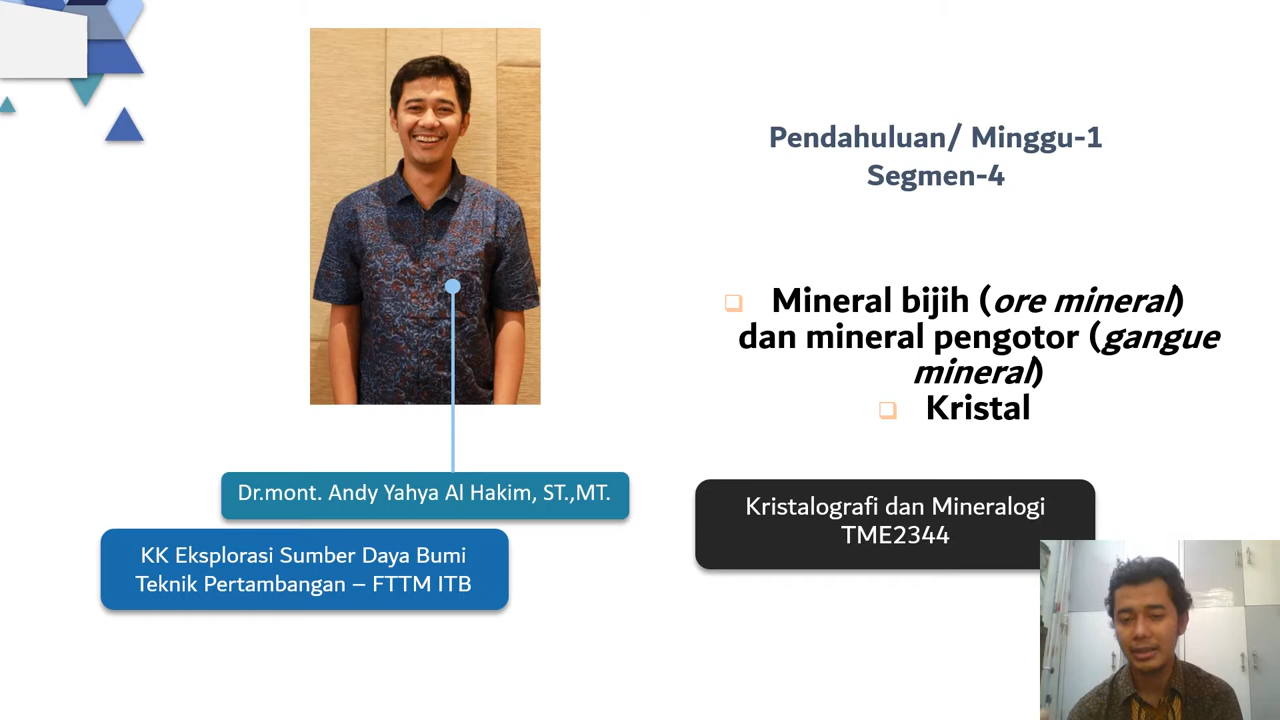 Pendahuluan/ Minggu-1
Segmen-4
Mineral bijih (ore mineral)
dan mineral pengotor (gangue
mineral)
Kristal
Dr.mont. Andy Yahya Al Hakim, ST.,MT.
KK Eksplorasi Sumber Daya Bumi
Teknik Pertambangan – FTTM ITB
Kristalografi dan Mineralogi
TME2344